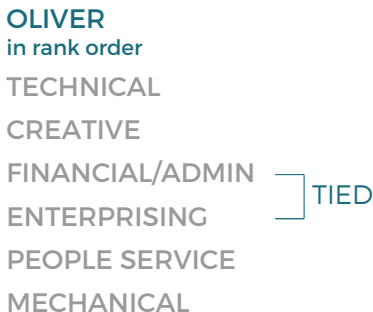 OLIVER
in rank order
TECHNICAL
CREATIVE
FINANCIAL/ADMIN
TIED
ENTERPRISING
PEOPLE SERVICE
MECHANICAL